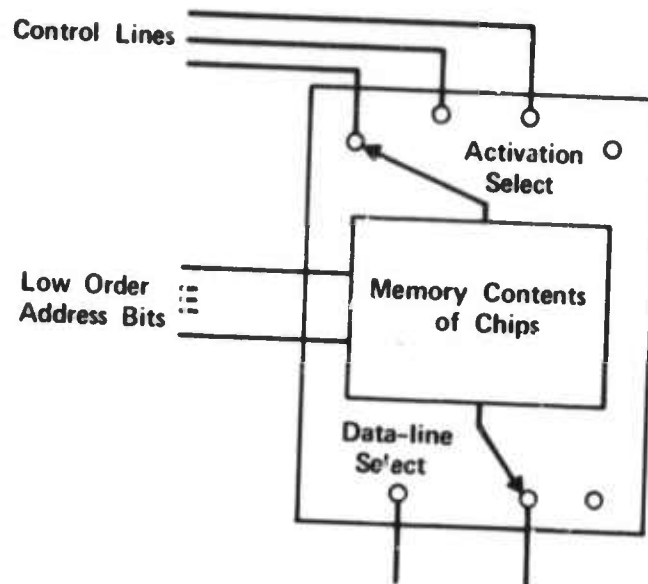 Control Lines
Activation
Select
Low Order
Address Bits
Memory Contents
of Chips
Data-line
Select